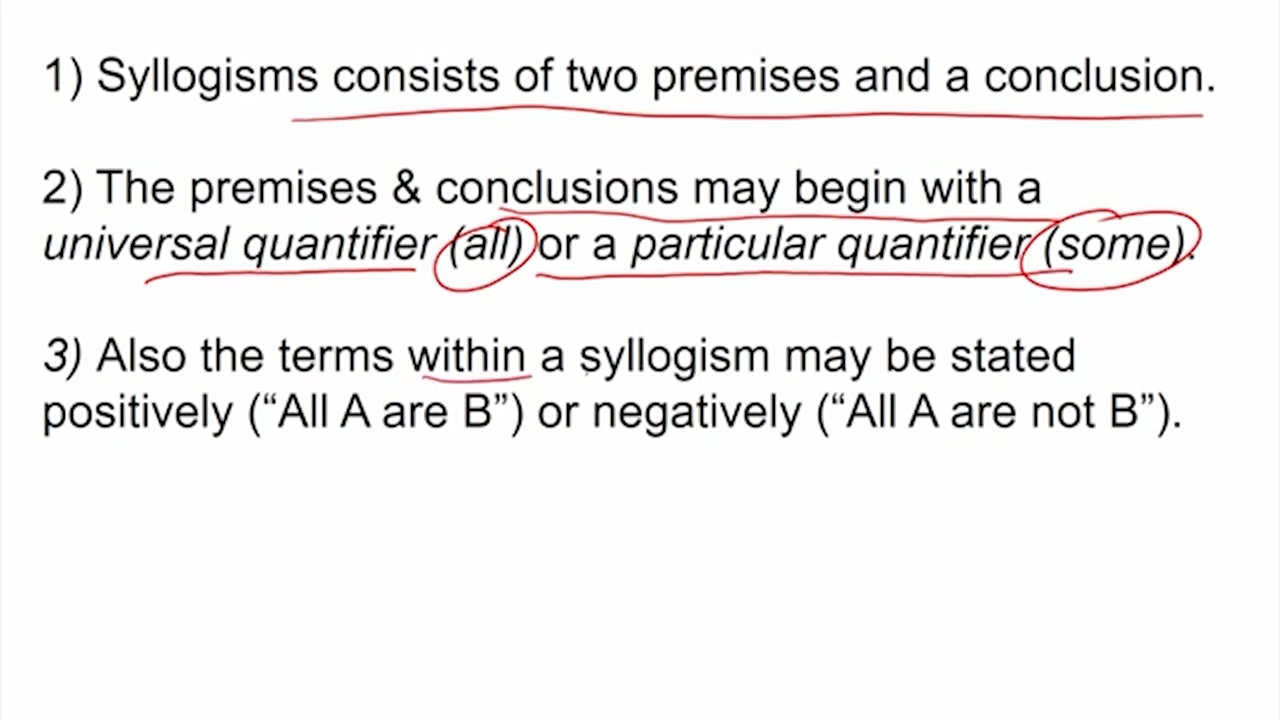 1) Syllogisms consists of two premises and a conclusion.
2) The premises & conclusions may begin with a
universal quantifier (all) or a particular quantifier (some).
3) Also the terms within a syllogism may be stated
positively (“All A are B”) or negatively (“All A are not B”).